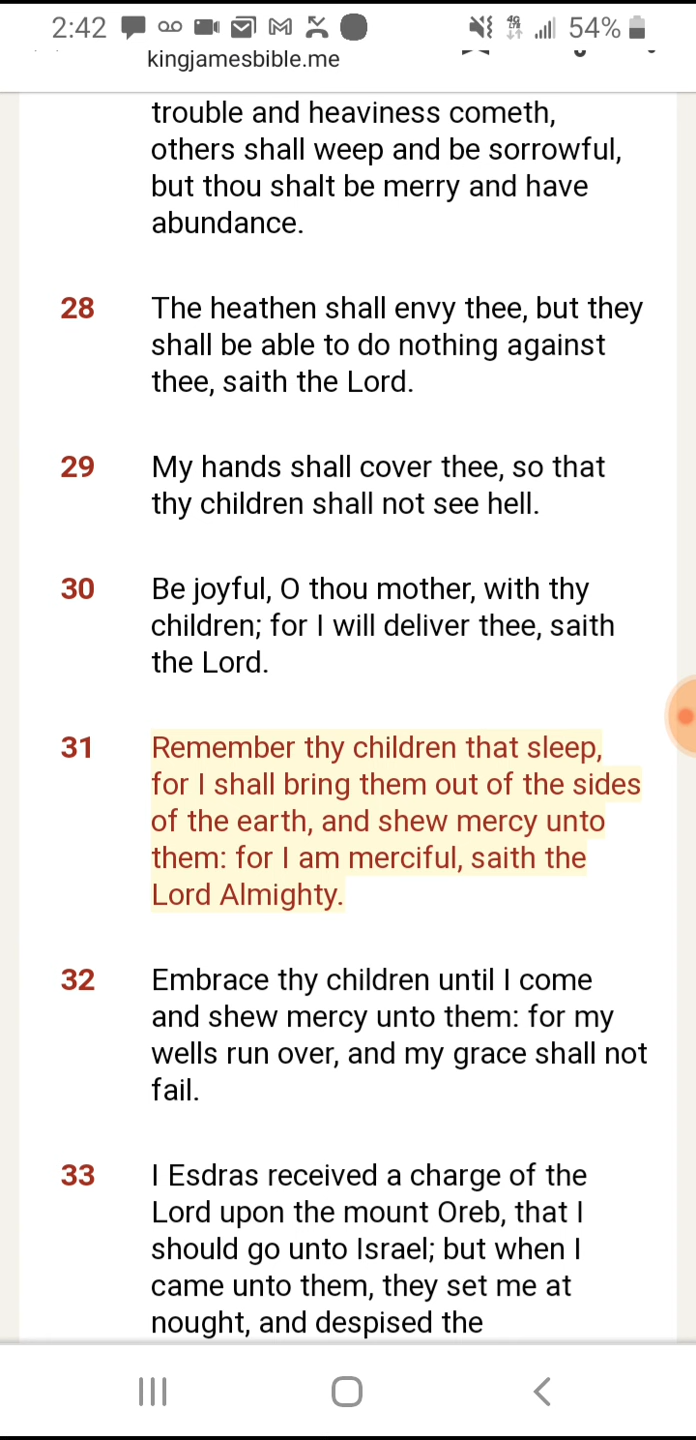 2:42
4G
54%
kingjamesbible.me
trouble and heaviness cometh,
others shall weep and be sorrowful,
but thou shalt be merry and have
abundance.
28 The heathen shall envy thee, but they
shall be able to do nothing against
thee, saith the Lord.
29 My hands shall cover thee, so that
thy children shall not see hell.
30 Be joyful, O thou mother, with thy
children; for I will deliver thee, saith
the Lord.
31 Remember thy children that sleep,
for I shall bring them out of the sides
of the earth, and shew mercy unto
them: for I am merciful, saith the
Lord Almighty.
32 Embrace thy children until I come
and shew mercy unto them: for my
wells run over, and my grace shall not
fail.
33 I Esdras received a charge of the
Lord upon the mount Oreb, that I
should go unto Israel; but when I
came unto them, they set me at
nought, and despised the